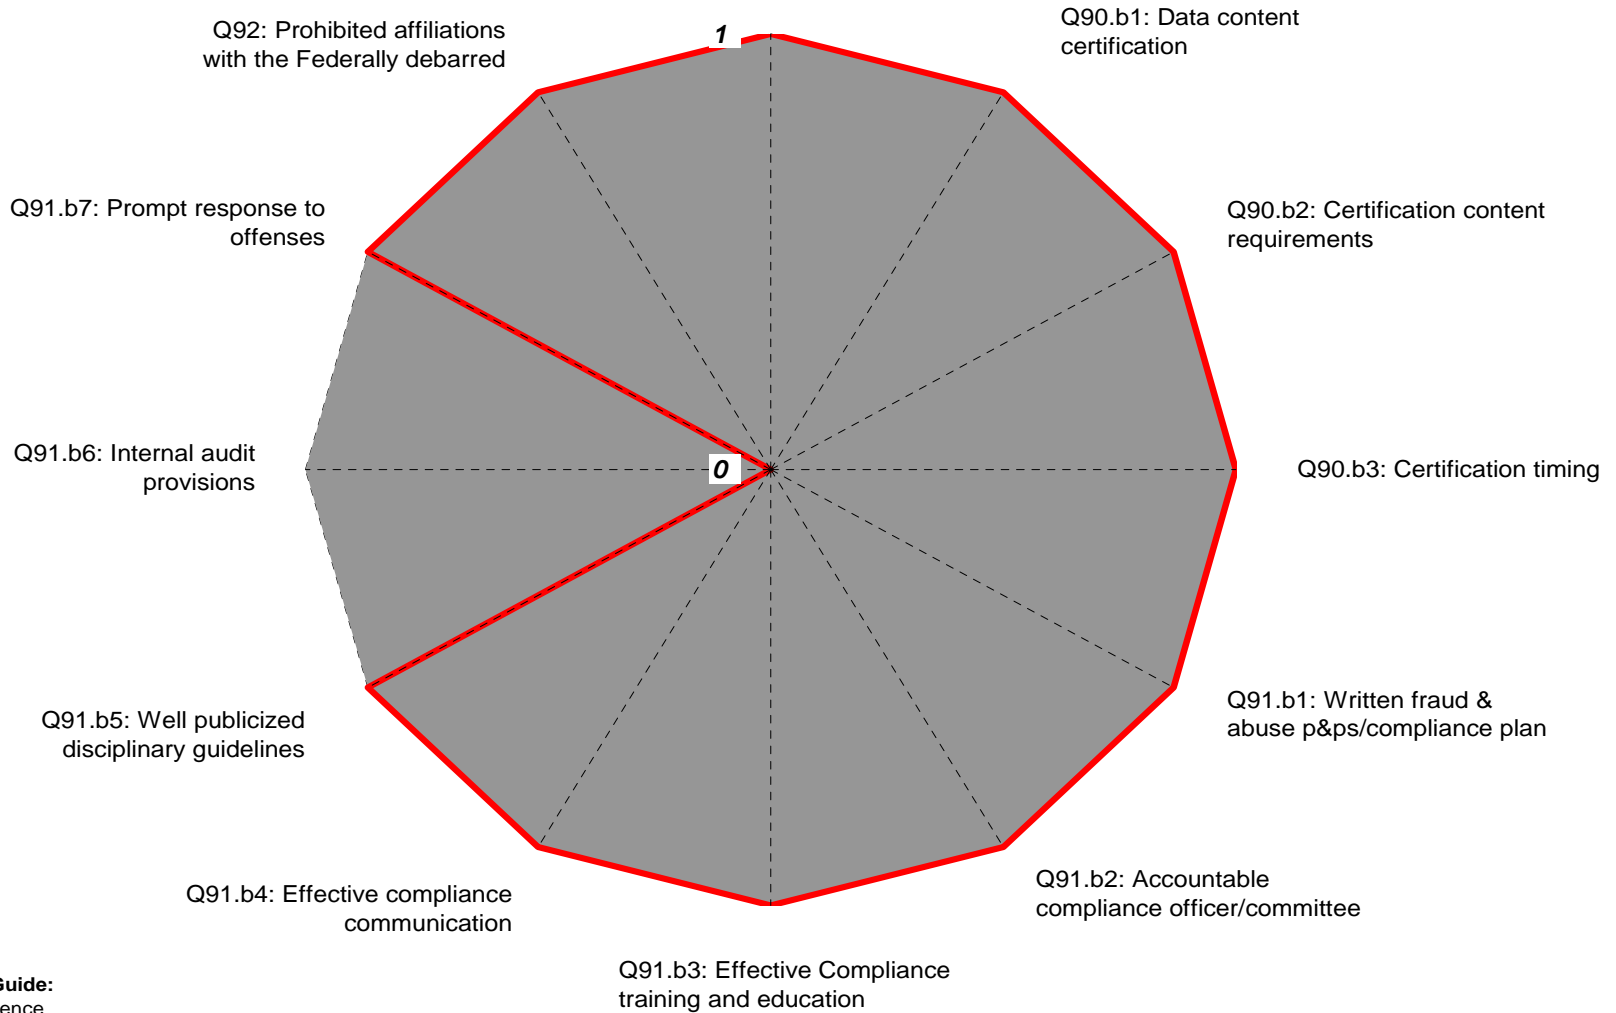 Q92: Prohibited affiliations
with the Federally debarred
1
Q90.b1: Data content
certification
Q91.b7: Prompt response to
offenses
Q90.b2: Certification content
requirements
Q91.b6: Internal audit
provisions
0
Q90.b3: Certification timing
Q91.b5: Well publicized
disciplinary guidelines
Q91.b1: Written fraud &
abuse p&ps/compliance plan
Q91.b4: Effective compliance
communication
Q91.b2: Accountable
compliance officer/committee
Q91.b3: Effective Compliance
training and education
Guide: